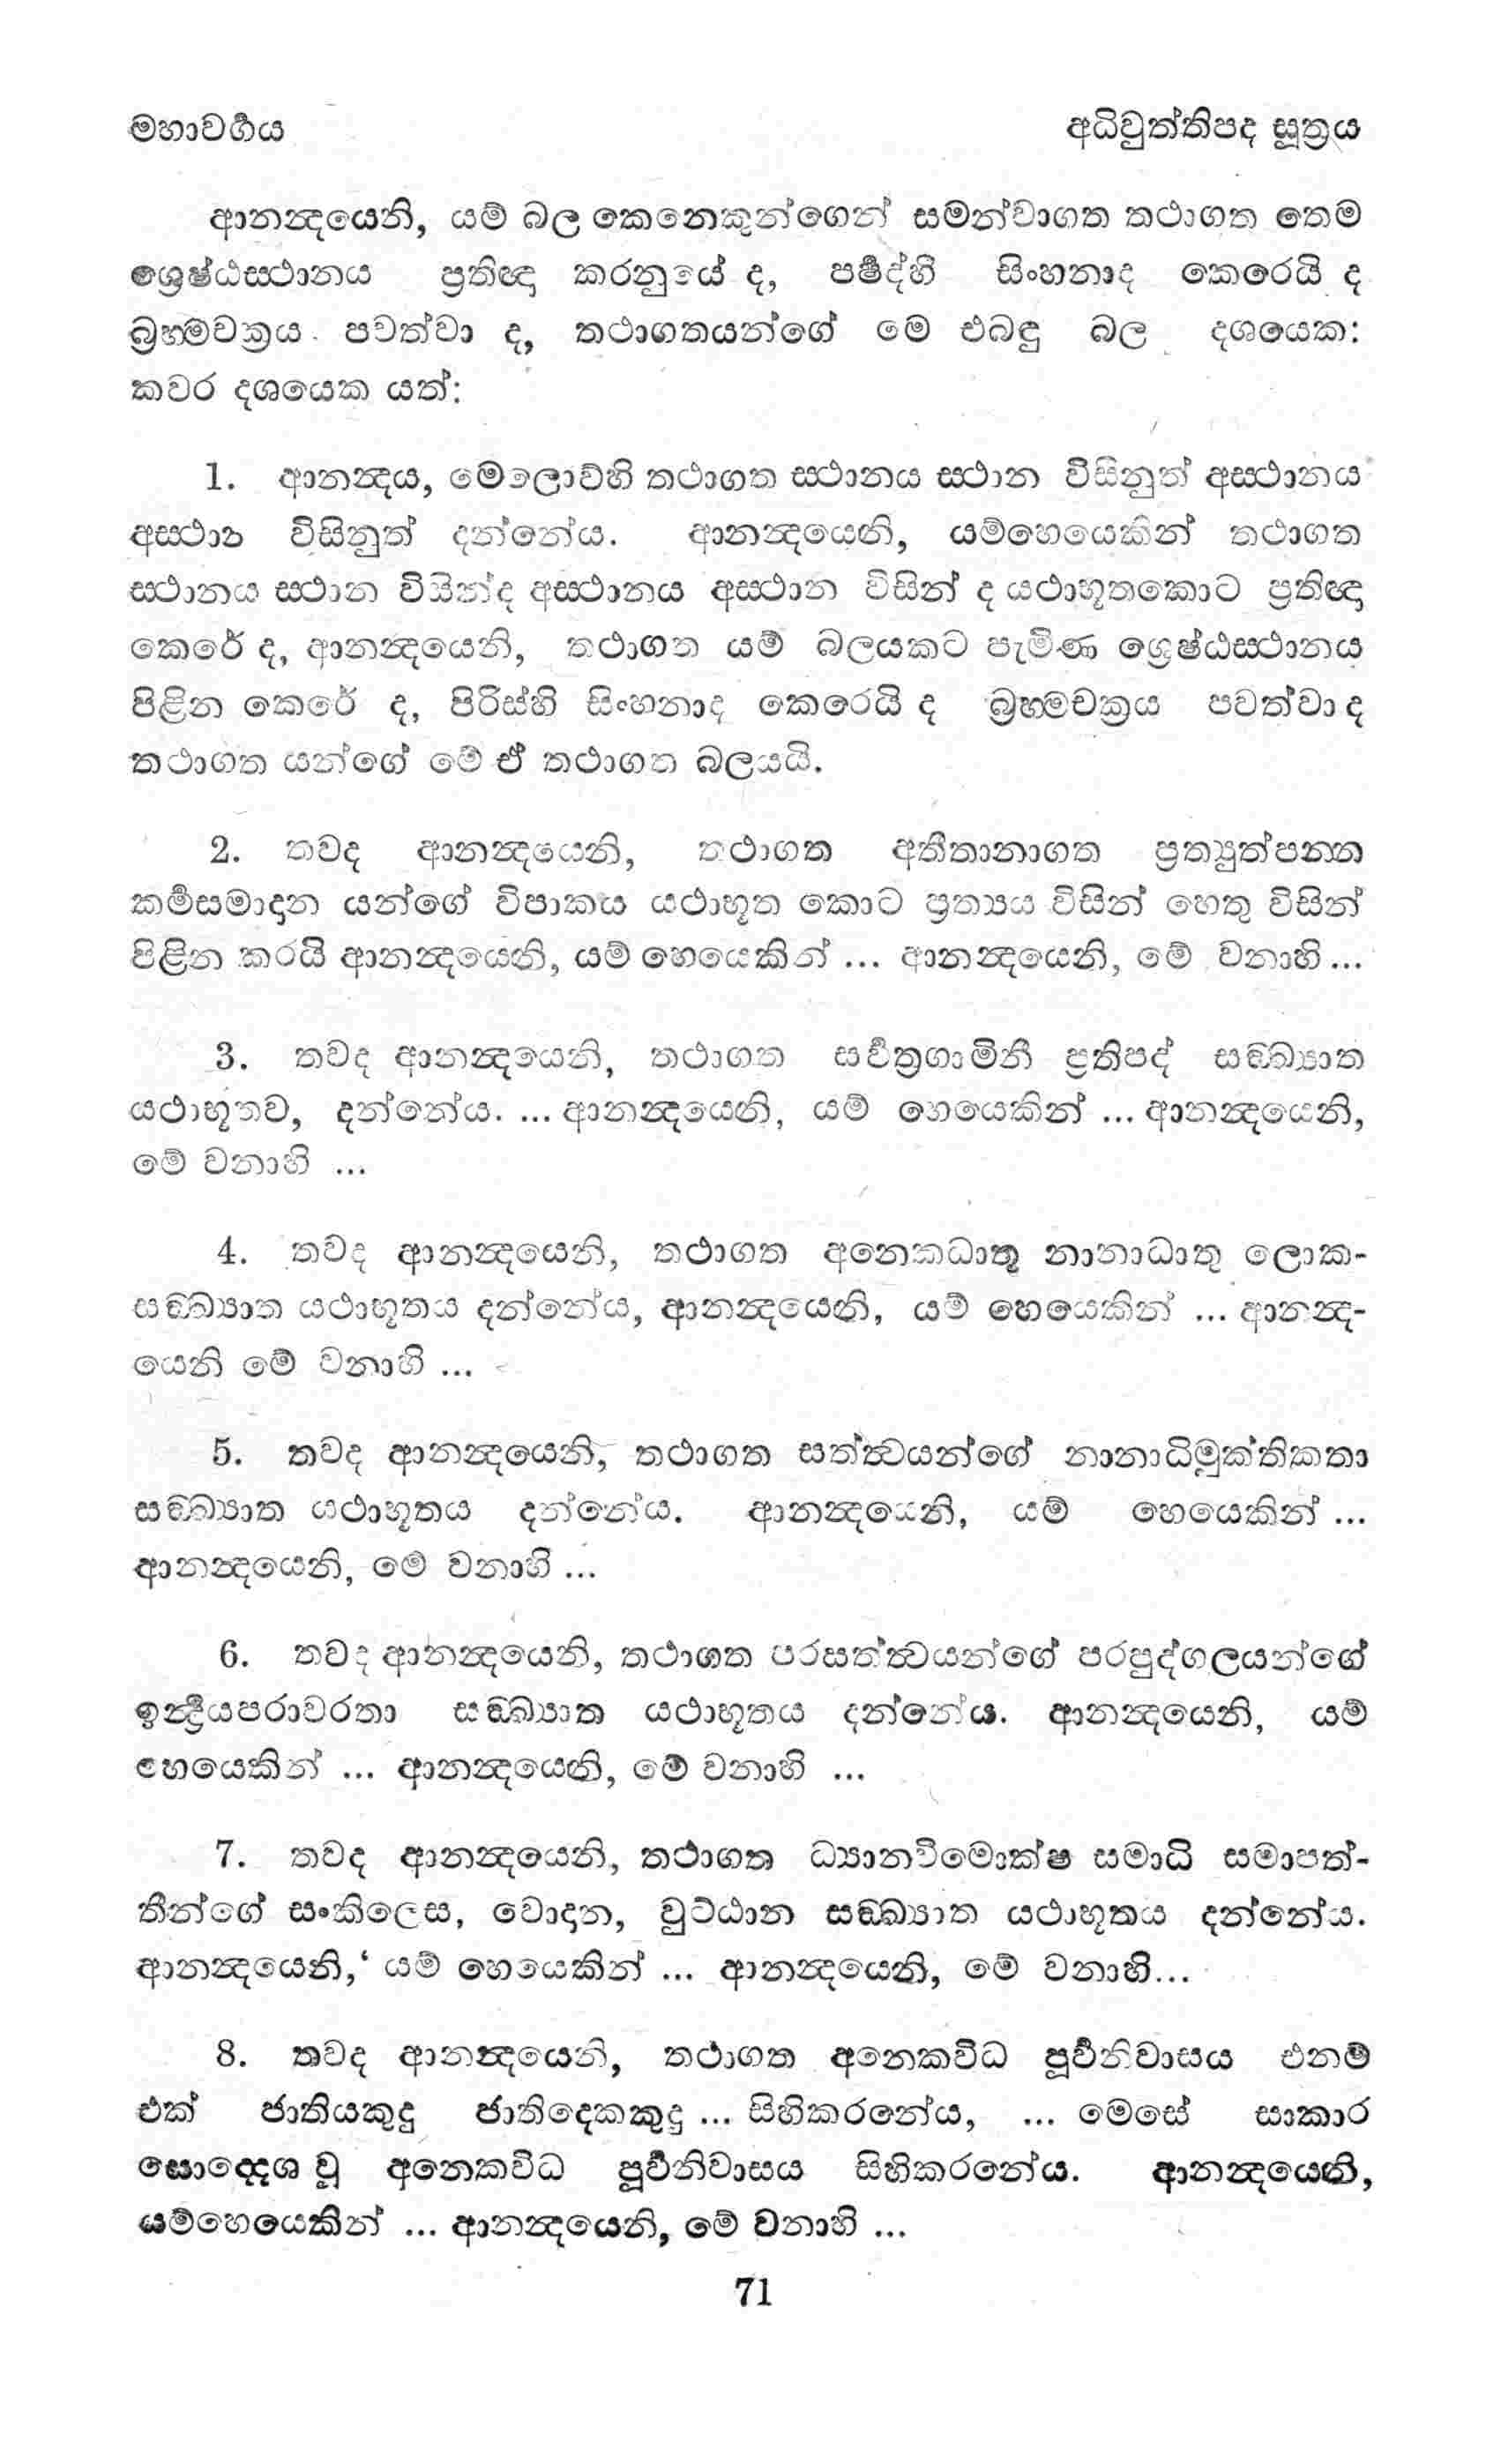 මහාවර්‍ගය
අධිවුත්තිපද සූත්‍රය
ආනන්‍දයෙනි, යම් බල කෙනෙකුන්ගෙන් සමන්වාගත තථාගත තෙම
ශ්‍රෙෂ්ඨස්ථානය ප්‍රතිඥා කරනුයේ ද, පර්‍ෂද්හි සිංහනාද කෙරෙයි ද
බ්‍රහ්මචක්‍රය පවත්වා ද, තථාගතයන්ගේ මෙ එබඳු බල දශයෙක:
කවර දශයෙක යත්:
1. ආනන්‍දය, මෙලොව්හි තථාගත ස්ථානය ස්ථාන විසිනුත් අස්ථානය
අස්ථාන විසිනුත් දන්නේය. ආනන්‍දයෙනි, යම්හෙයෙකින් තථාගත
ස්ථානය ස්ථාන විසින්ද අස්ථානය අස්ථාන විසින් ද යථාභූතකොට ප්‍රතිඥා
කෙරේ ද, ආනන්‍දයෙනි, තථාගත යම් බලයකට පැමිණ ශ්‍රෙෂ්ඨස්ථානය
පිළින කෙරේ ද, පිරිස්හි සිංහනාද කෙරෙයි ද බ්‍රහ්මචක්‍රය පවත්වා ද
තථාගත යන්ගේ මේ ඒ තථාගත බලයයි.
2. තවද ආනන්‍දයෙනි, තථාගත අතීතානාගත ප්‍රත්‍යුත්පන්න
කර්‍මසමාදාන යන්ගේ විපාකය යථාභූත කොට ප්‍රත්‍යය විසින් හෙතු විසින්
පිළින කරයි ආනන්‍දයෙනි, යම් හෙයෙකින් ... ආනන්‍දයෙනි, මේ වනාහි ...
3. තවද ආනන්‍දයෙනි, තථාගත සර්‍වත්‍රගාමිනී ප්‍රතිපද් සඞ්ඛ්‍යාත
යථාභූතව, දන්නේය. ... ආනන්‍දයෙනි, යම් හෙයෙකින් ... ආනන්‍දයෙනි,
මේ වනාහි ...
4. තවද ආනන්‍දයෙනි, තථාගත අනෙකධාතු නානාධාතු ලොක-
සඞ්ඛ්‍යාත යථාභූතය දන්නේය, ආනන්‍දයෙනි, යම් හෙයෙකින් ... ආනන්‍ද-
යෙනි මේ වනාහි ...
5. තවද ආනන්‍දයෙනි, තථාගත සත්ත්‍වයන්ගේ නානාධිමුක්තිකතා
සඞ්ඛ්‍යාත යථාභූතය දන්නේය. ආනන්‍දයෙනි, යම් හෙයෙකින් ...
ආනන්‍දයෙනි, මේ වනාහි ...
6. තවද ආනන්‍දයෙනි, තථාගත පරසත්ත්‍වයන්ගේ පරපුද්ගලයන්ගේ
ඉන්‍ද්‍රීයපරාවරතා සඞ්ඛ්‍යාත යථාභූතය දන්නේය. ආනන්‍දයෙනි, යම්
හෙයෙකින් ... ආනන්‍දයෙනි, මේ වනාහි ...
7. තවද ආනන්‍දයෙනි, තථාගත ධ්‍යානවිමොක්ෂ සමාධි සමාපත්-
තීන්ගේ සංකිලෙස, වොදාන, වුට්ඨාන සඞ්ඛ්‍යාත යථාභූතය දන්නේය.
ආනන්‍දයෙනි,‘ යම් හෙයෙකින් ... ආනන්‍දයෙනි, මේ වනාහි...
8. තවද ආනන්‍දයෙනි, තථාගත අනෙකවිධ පූර්‍වනිවාසය එනම්
එක් ජාතියකුදු ජාතිදෙකකුදු ... සිහිකරනේය, ... මෙසේ සාකාර
සොද්දෙශ වූ අනෙකවිධ පූර්‍වනිවාසය සිහිකරනේය. ආනන්‍දයෙනි,
යම්හෙයෙකින් ... ආනන්‍දයෙනි, මේ වනාහි ...
71